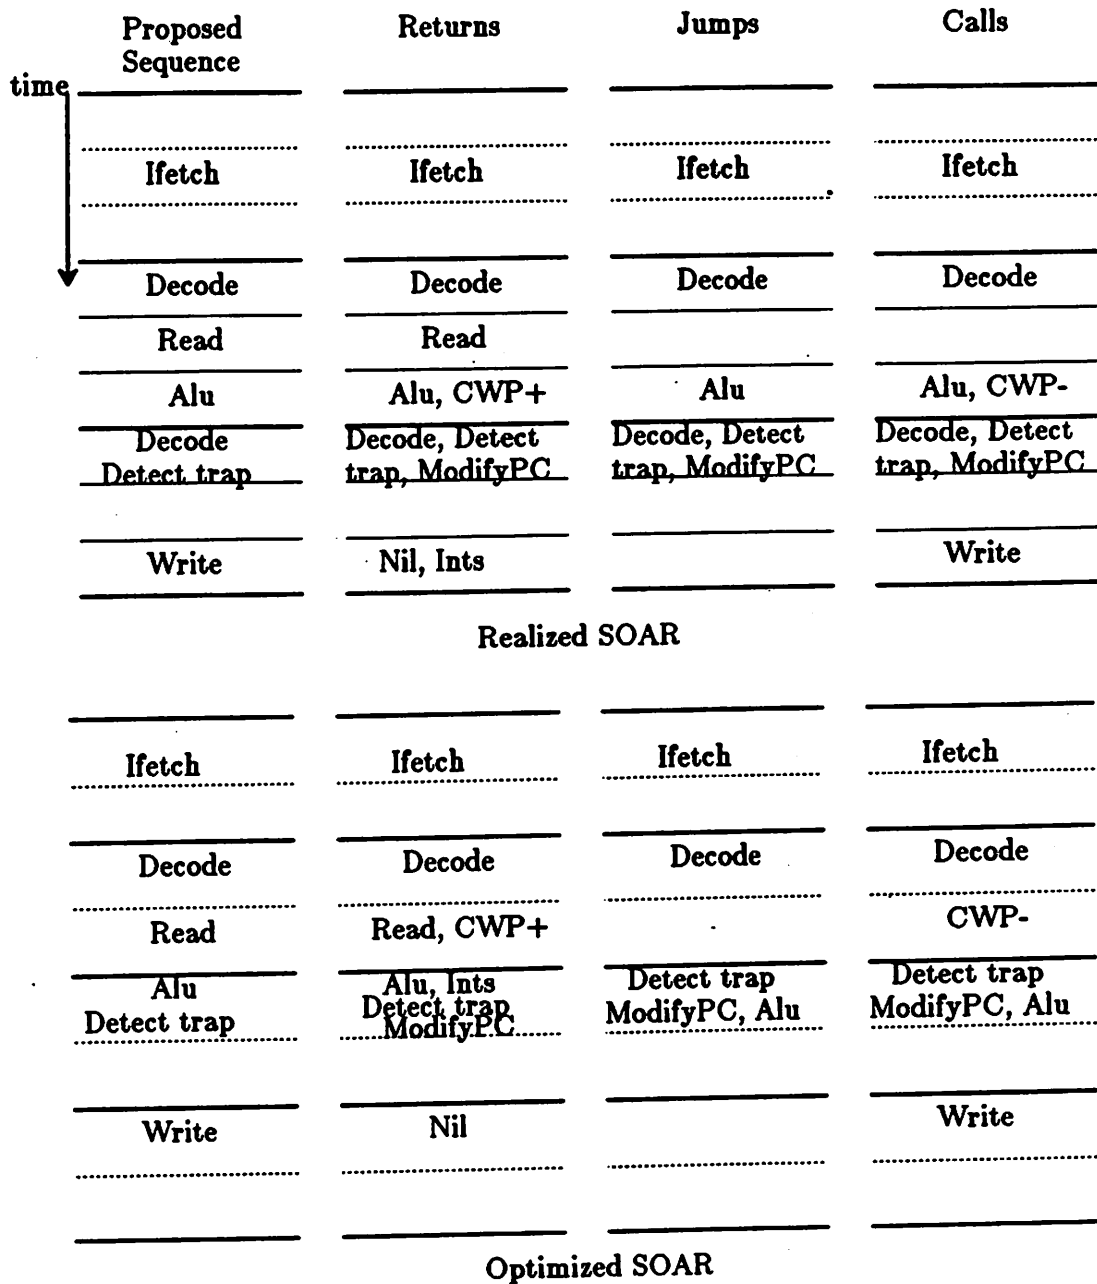 Proposed Returns Jumps Calls
Sequence
time
Ifetch Ifetch Ifetch Ifetch
Decode Decode Decode Decode
Read Read
Alu Alu, CWP+ Alu Alu, CWP-
Decode Decode, Detect Decode, Detect Decode, Detect
Detect trap trap, ModifyPC trap, ModifyPC trap, ModifyPC
Write Nil, Ints Write
Realized SOAR
Ifetch Ifetch Ifetch Ifetch
Decode Decode Decode Decode
Read Read, CWP+ CWP-
Alu Alu, Ints Detect trap Detect trap
Detect trap Detect trap ModifyPC, Alu ModifyPC, Alu
ModifyPC
Write Nil Write
Optimized SOAR